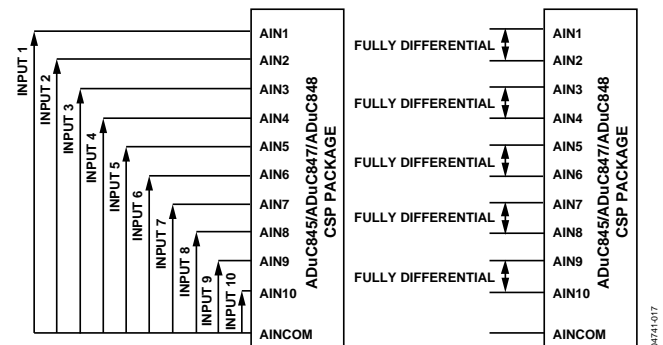 INPUT 1
INPUT 2
INPUT 3
INPUT 4
INPUT 5
INPUT 6
INPUT 7
INPUT 8
INPUT 9
INPUT 10
AIN1
AIN2
AIN3
AIN4
AIN5
AIN6
AIN7
AIN8
AIN9
AIN10
AINCOM
ADuC845/ADuC847/ADuC848
CSP PACKAGE
FULLY DIFFERENTIAL
FULLY DIFFERENTIAL
FULLY DIFFERENTIAL
FULLY DIFFERENTIAL
FULLY DIFFERENTIAL
AIN1
AIN2
AIN3
AIN4
AIN5
AIN6
AIN7
AIN8
AIN9
AIN10
AINCOM
ADuC845/ADuC847/ADuC848
CSP PACKAGE
04741-017